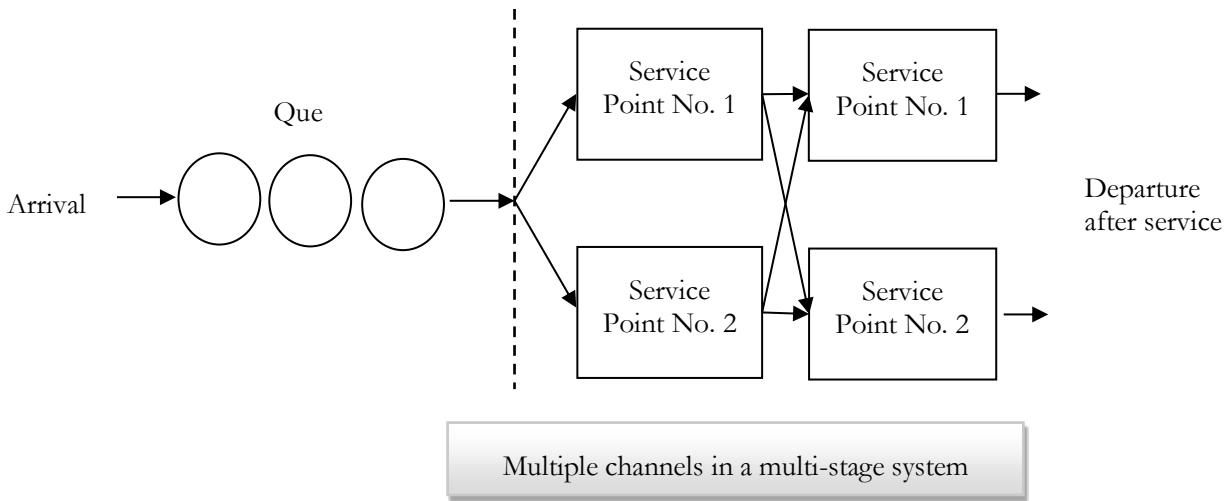 Que
Arrival
Service
Point No. 1
Service
Point No. 1
Service
Point No. 2
Service
Point No. 2
Departure
after service
Multiple channels in a multi-stage system